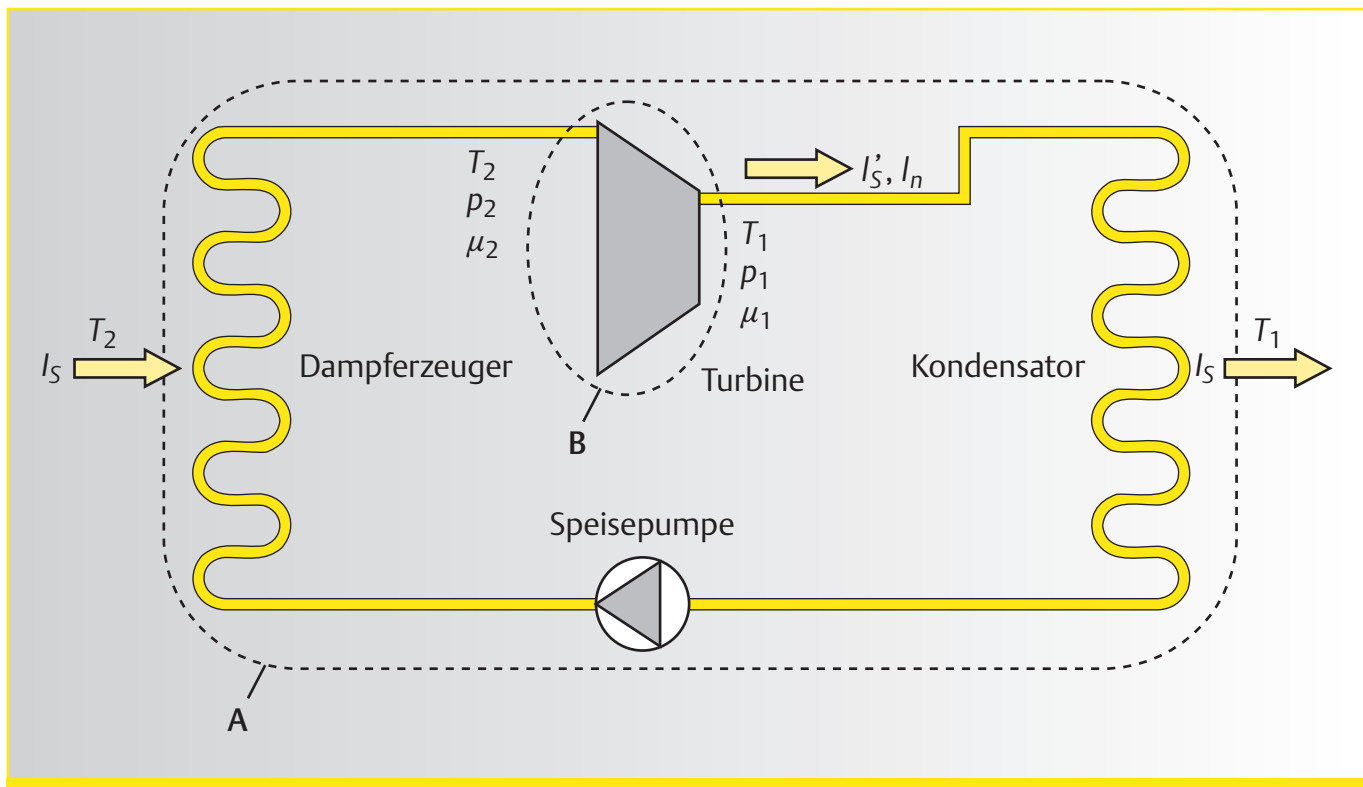 T₂
p₂
μ₂
I'ₛ, Iₙ
T₁
p₁
μ₁
T₂
Iₛ
Dampferzeuger
Turbine
Kondensator
Iₛ
T₁
B
Speisepumpe
A